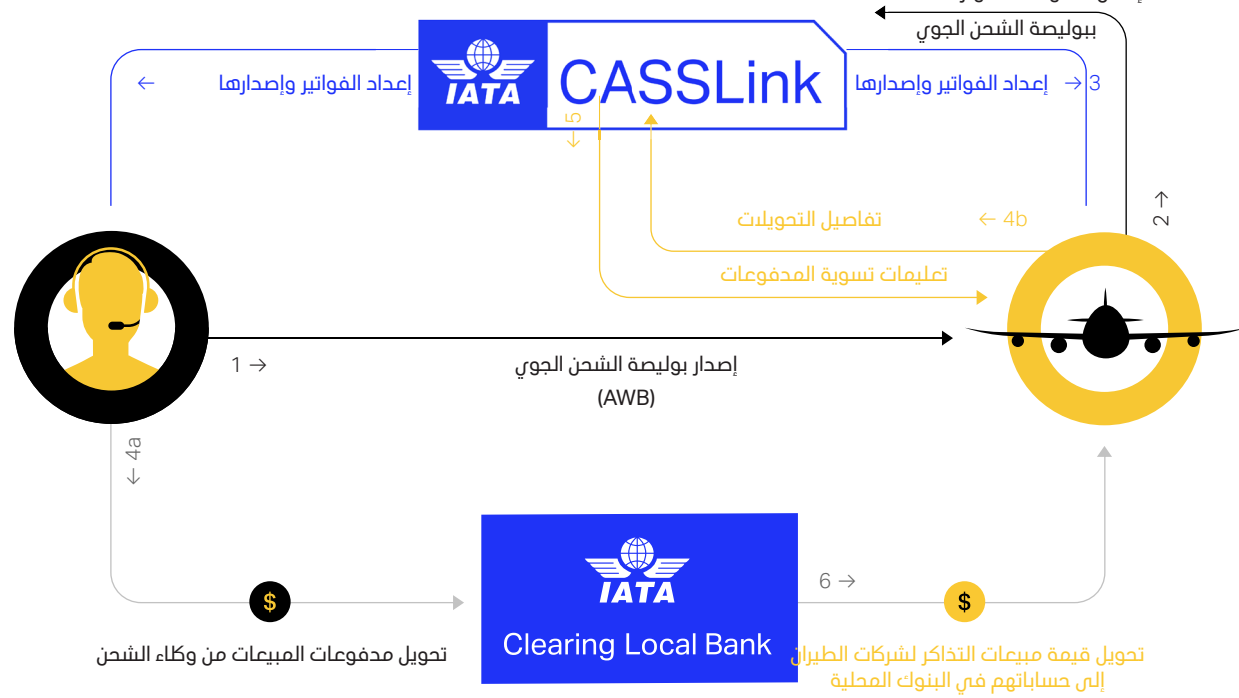 ببوليصة الشحن الجوي
← إعداد الفواتير وإصدارها
IATA
CASSLink
إعداد الفواتير وإصدارها → 3
5 →
2 →
تفاصيل التحويلات
← 4b
تعليمات تسوية المدفوعات
1 →
إصدار بوليصة الشحن الجوي
(AWB)
← 4a
$
IATA
Clearing Local Bank
6 →
$
تحويل مدفوعات المبيعات من وكلاء الشحن
تحويل قيمة مبيعات التذاكر لشركات الطيران
إلى حساباتهم في البنوك المحلية